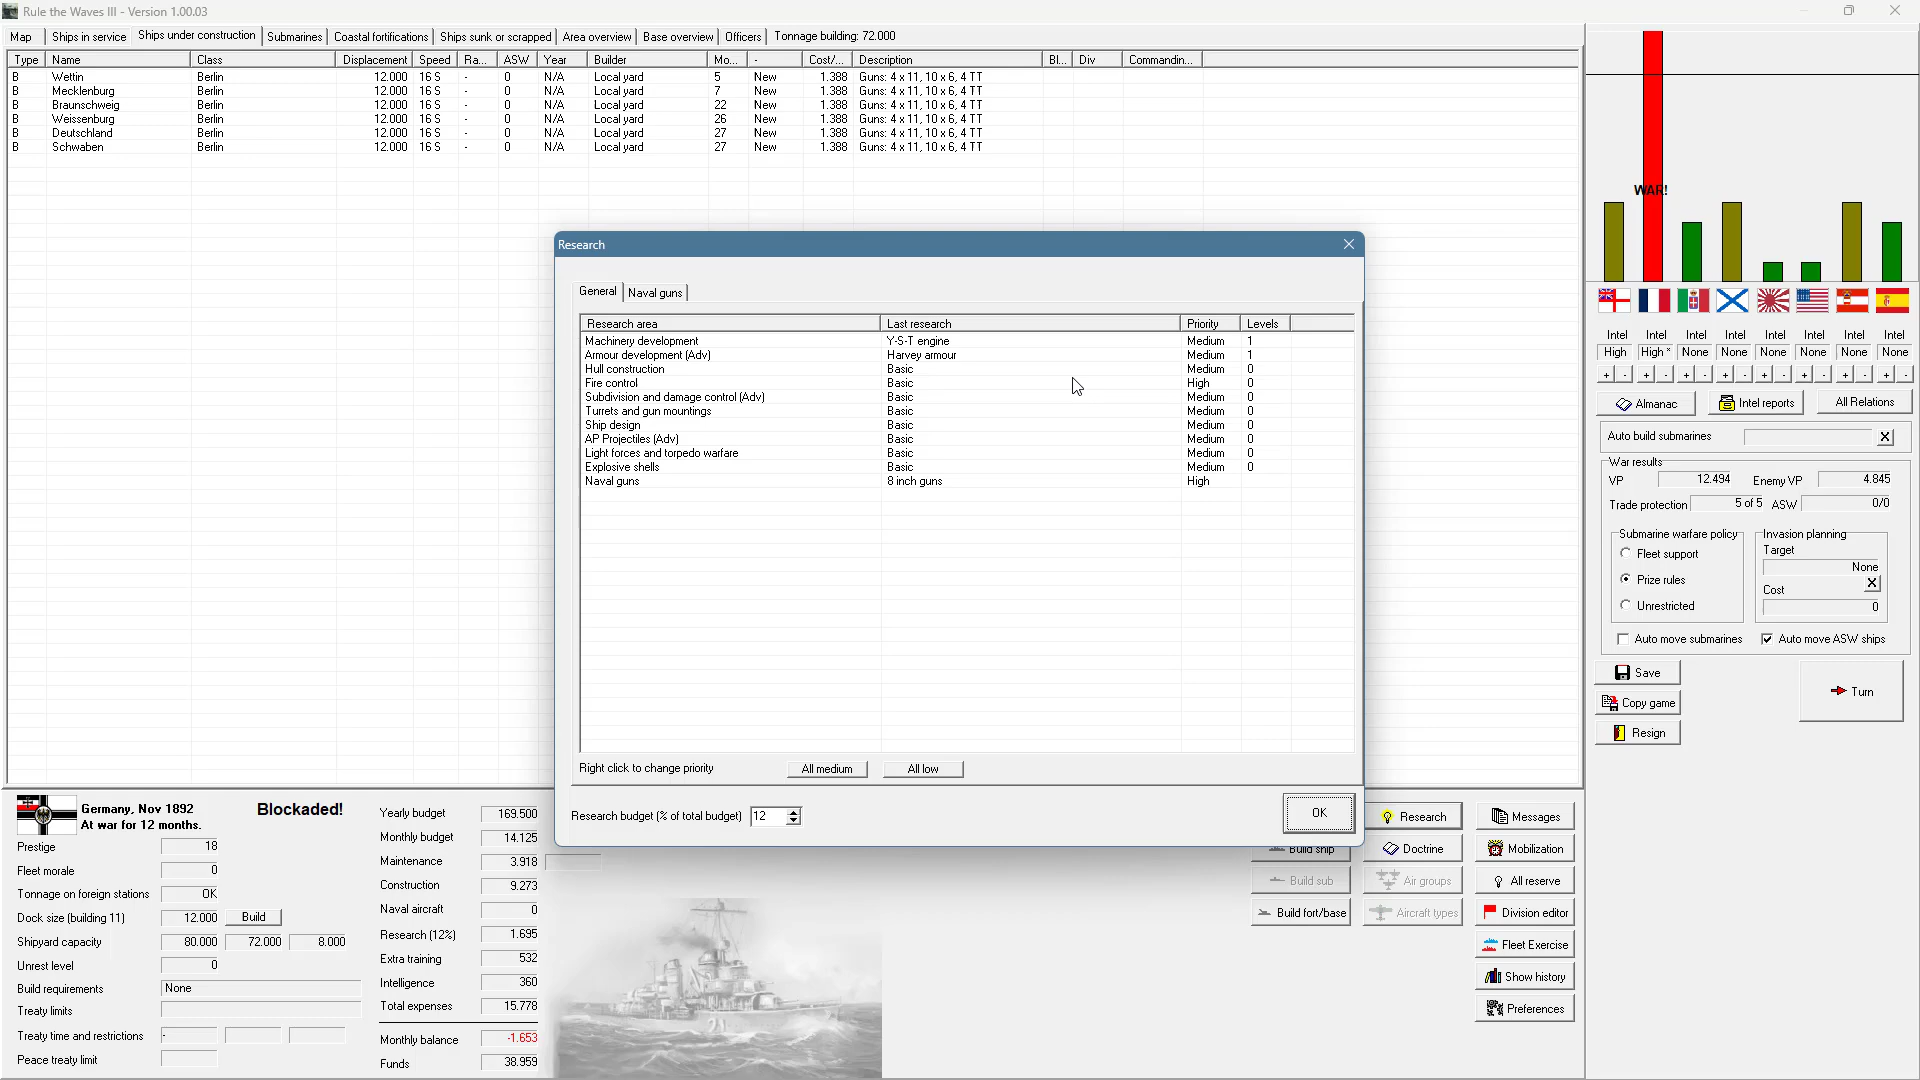 Rule the Waves III - Version 1.00.03
Map Ships in service Ships under construction Submarines Coastal fortifications Ships sunk or scrapped Area overview Base overview Officers Tonnage building: 72.000
Type Name Class Displacement Speed Ra... ASW Year Builder Mo... - Cost/... Description Bl... Div Commandin...
B Wettin Berlin 12.000 16 S - 0 N/A Local yard 5 New 1.388 Guns: 4 x 11, 10 x 6, 4 TT
B Mecklenburg Berlin 12.000 16 S - 0 N/A Local yard 7 New 1.388 Guns: 4 x 11, 10 x 6, 4 TT
B Braunschweig Berlin 12.000 16 S - 0 N/A Local yard 22 New 1.388 Guns: 4 x 11, 10 x 6, 4 TT
B Weissenburg Berlin 12.000 16 S - 0 N/A Local yard 26 New 1.388 Guns: 4 x 11, 10 x 6, 4 TT
B Deutschland Berlin 12.000 16 S - 0 N/A Local yard 27 New 1.388 Guns: 4 x 11, 10 x 6, 4 TT
B Schwaben Berlin 12.000 16 S - 0 N/A Local yard 27 New 1.388 Guns: 4 x 11, 10 x 6, 4 TT
WAR!
Intel Intel Intel Intel Intel Intel Intel Intel
High High * None None None None None None
+ - + - + - + - + - + - + - + -
Almanac Intel reports All Relations
Auto build submarines X
War results
VP 12.494 Enemy VP 4.845
Trade protection 5 of 5 ASW 0/0
Submarine warfare policy
Fleet support
Prize rules
Unrestricted
Invasion planning
Target
None
Cost X
0
Auto move submarines Auto move ASW ships
Save
Copy game
Resign
Turn
Research
General Naval guns
Research area Last research Priority Levels
Machinery development Y-S-T engine Medium 1
Armour development (Adv) Harvey armour Medium 1
Hull construction Basic Medium 0
Fire control Basic High 0
Subdivision and damage control (Adv) Basic Medium 0
Turrets and gun mountings Basic Medium 0
Ship design Basic Medium 0
AP Projectiles (Adv) Basic Medium 0
Light forces and torpedo warfare Basic Medium 0
Explosive shells Basic Medium 0
Naval guns 8 inch guns High
Right click to change priority All medium All low
Research budget (% of total budget) 12 OK
Germany, Nov 1892
At war for 12 months.
Blockaded!
Prestige 18
Fleet morale 0
Tonnage on foreign stations OK
Dock size (building 11) 12.000 Build
Shipyard capacity 80.000 72.000 8.000
Unrest level 0
Build requirements None
Treaty limits
Treaty time and restrictions -
Peace treaty limit
Yearly budget 169.500
Monthly budget 14.125
Maintenance 3.918
Construction 9.273
Naval aircraft 0
Research (12%) 1.695
Extra training 532
Intelligence 360
Total expenses 15.778
Monthly balance -1.653
Funds 38.959
Research Messages
Build ship Doctrine Mobilization
Build sub Air groups All reserve
Build fort/base Aircraft types Division editor
Fleet Exercise
Show history
Preferences